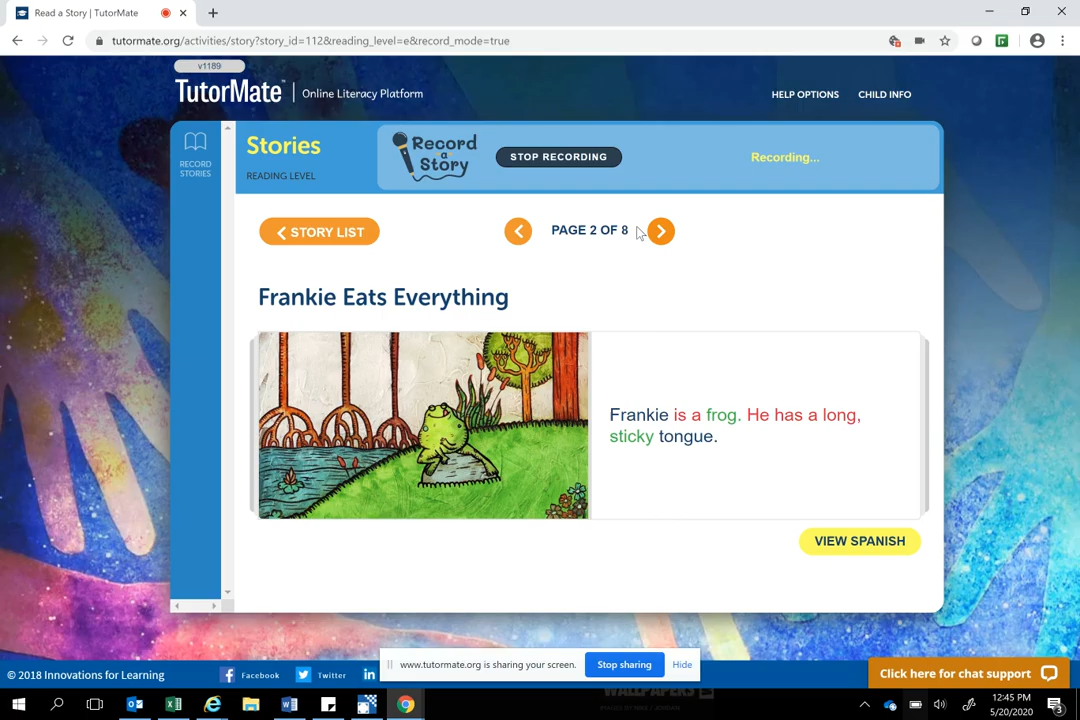 Read a Story | TutorMate
tutormate.org/activities/story?story_id=112&reading_level=e&record_mode=true
v1189
TutorMate | Online Literacy Platform
HELP OPTIONS
CHILD INFO
RECORD
STORIES
Stories
READING LEVEL
Record
a
Story
STOP RECORDING
Recording...
STORY LIST
PAGE 2 OF 8
Frankie Eats Everything
Frankie is a frog. He has a long,
sticky tongue.
VIEW SPANISH
www.tutormate.org is sharing your screen.
Stop sharing
Hide
© 2018 Innovations for Learning
Facebook
Twitter
Click here for chat support
WALLPAPERS
12:45 PM
5/20/2020
3